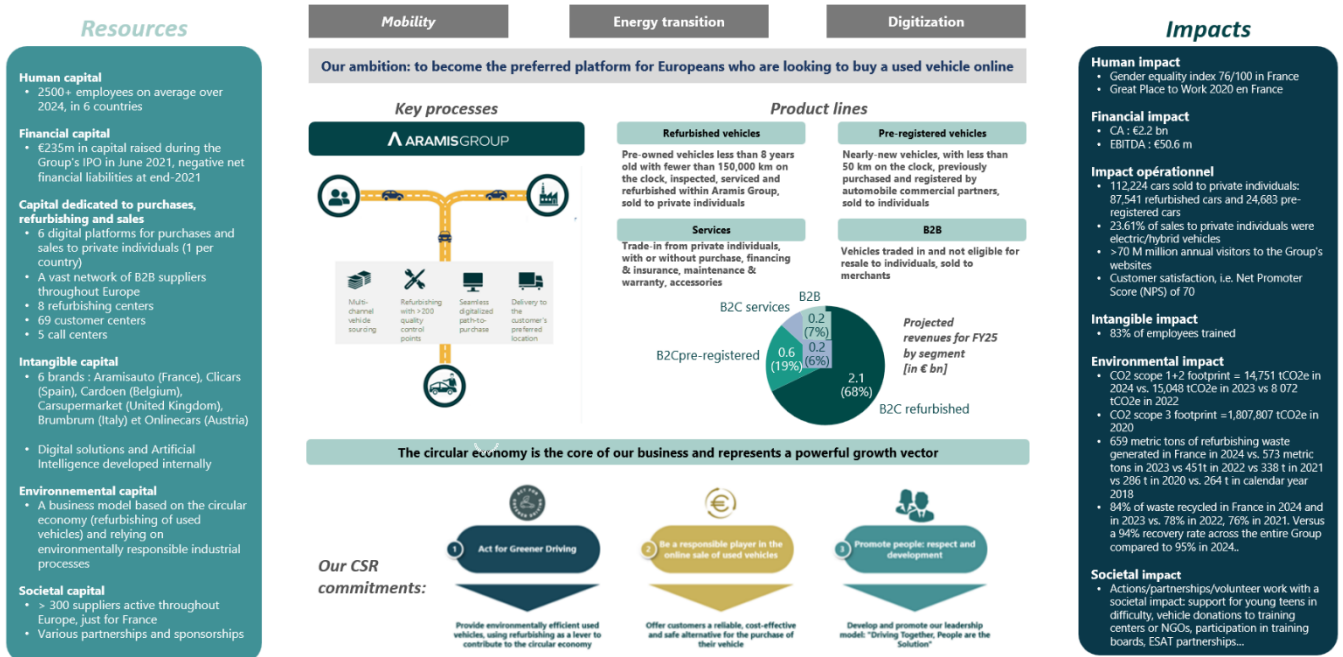 Resources
Human capital
• 2500+ employees on average over
2024, in 6 countries
Financial capital
• €235m in capital raised during the
Group's IPO in June 2021, negative net
financial liabilities at end-2021
Capital dedicated to purchases,
refurbishing and sales
• 6 digital platforms for purchases and
sales to private individuals (1 per
country)
• A vast network of B2B suppliers
throughout Europe
• 8 refurbishing centers
• 69 customer centers
• 5 call centers
Intangible capital
• 6 brands : Aramisauto (France), Clicars
(Spain), Cardoen (Belgium),
Carsupermarket (United Kingdom),
Brumbrum (Italy) et Onlinecars (Austria)
• Digital solutions and Artificial
Intelligence developed internally
Environnemental capital
• A business model based on the circular
economy (refurbishing of used
vehicles) and relying on
environmentally responsible industrial
processes
Societal capital
• > 300 suppliers active throughout
Europe, just for France
• Various partnerships and sponsorships
Mobility
Energy transition
Digitization
Our ambition: to become the preferred platform for Europeans who are looking to buy a used vehicle online
Key processes
ARAMISGROUP
Multi-
channel
vehicle
sourcing
Refurbishing
with >200
quality
control
points
Seamless
digitalized
path-to-
purchase
Delivery to
the
customer's
preferred
location
Product lines
Refurbished vehicles
Pre-owned vehicles less than 8 years
old with fewer than 150,000 km on
the clock, inspected, serviced and
refurbished within Aramis Group,
sold to private individuals
Pre-registered vehicles
Nearly-new vehicles, with less than
50 km on the clock, previously
purchased and registered by
automobile commercial partners,
sold to individuals
Services
Trade-in from private individuals,
with or without purchase, financing
& insurance, maintenance &
warranty, accessories
B2B
Vehicles traded in and not eligible for
resale to individuals, sold to
merchants
B2B
B2C services
B2Cpre-registered
B2C refurbished
0.2
(7%)
0.2
(6%)
0.6
(19%)
2.1
(68%)
Projected
revenues for FY25
by segment
[in € bn]
The circular economy is the core of our business and represents a powerful growth vector
Our CSR
commitments:
1
Act for Greener Driving
Provide environmentally efficient used
vehicles, using refurbishing as a lever to
contribute to the circular economy
2
Be a responsible player in the
online sale of used vehicles
Offer customers a reliable, cost-effective
and safe alternative for the purchase of
their vehicle
3
Promote people: respect and
development
Develop and promote our leadership
model: "Driving Together, People are the
Solution"
Impacts
Human impact
• Gender equality index 76/100 in France
• Great Place to Work 2020 en France
Financial impact
• CA : €2.2 bn
• EBITDA : €50.6 m
Impact opérationnel
• 112,224 cars sold to private individuals:
87,541 refurbished cars and 24,683 pre-
registered cars
• 23.61% of sales to private individuals were
electric/hybrid vehicles
• >70 M million annual visitors to the Group's
websites
• Customer satisfaction, i.e. Net Promoter
Score (NPS) of 70
Intangible impact
• 83% of employees trained
Environmental impact
• CO2 scope 1+2 footprint = 14,751 tCO2e in
2024 vs. 15,048 tCO2e in 2023 vs 8 072
tCO2e in 2022
• CO2 scope 3 footprint =1,807,807 tCO2e in
2020
• 659 metric tons of refurbishing waste
generated in France in 2024 vs. 573 metric
tons in 2023 vs 451t in 2022 vs 338 t in 2021
vs 286 t in 2020 vs. 264 t in calendar year
2018
• 84% of waste recycled in France in 2024 and
in 2023 vs. 78% in 2022, 76% in 2021. Versus
a 94% recovery rate across the entire Group
compared to 95% in 2024..
Societal impact
• Actions/partnerships/volunteer work with a
societal impact: support for young teens in
difficulty, vehicle donations to training
centers or NGOs, participation in training
boards, ESAT partnerships...